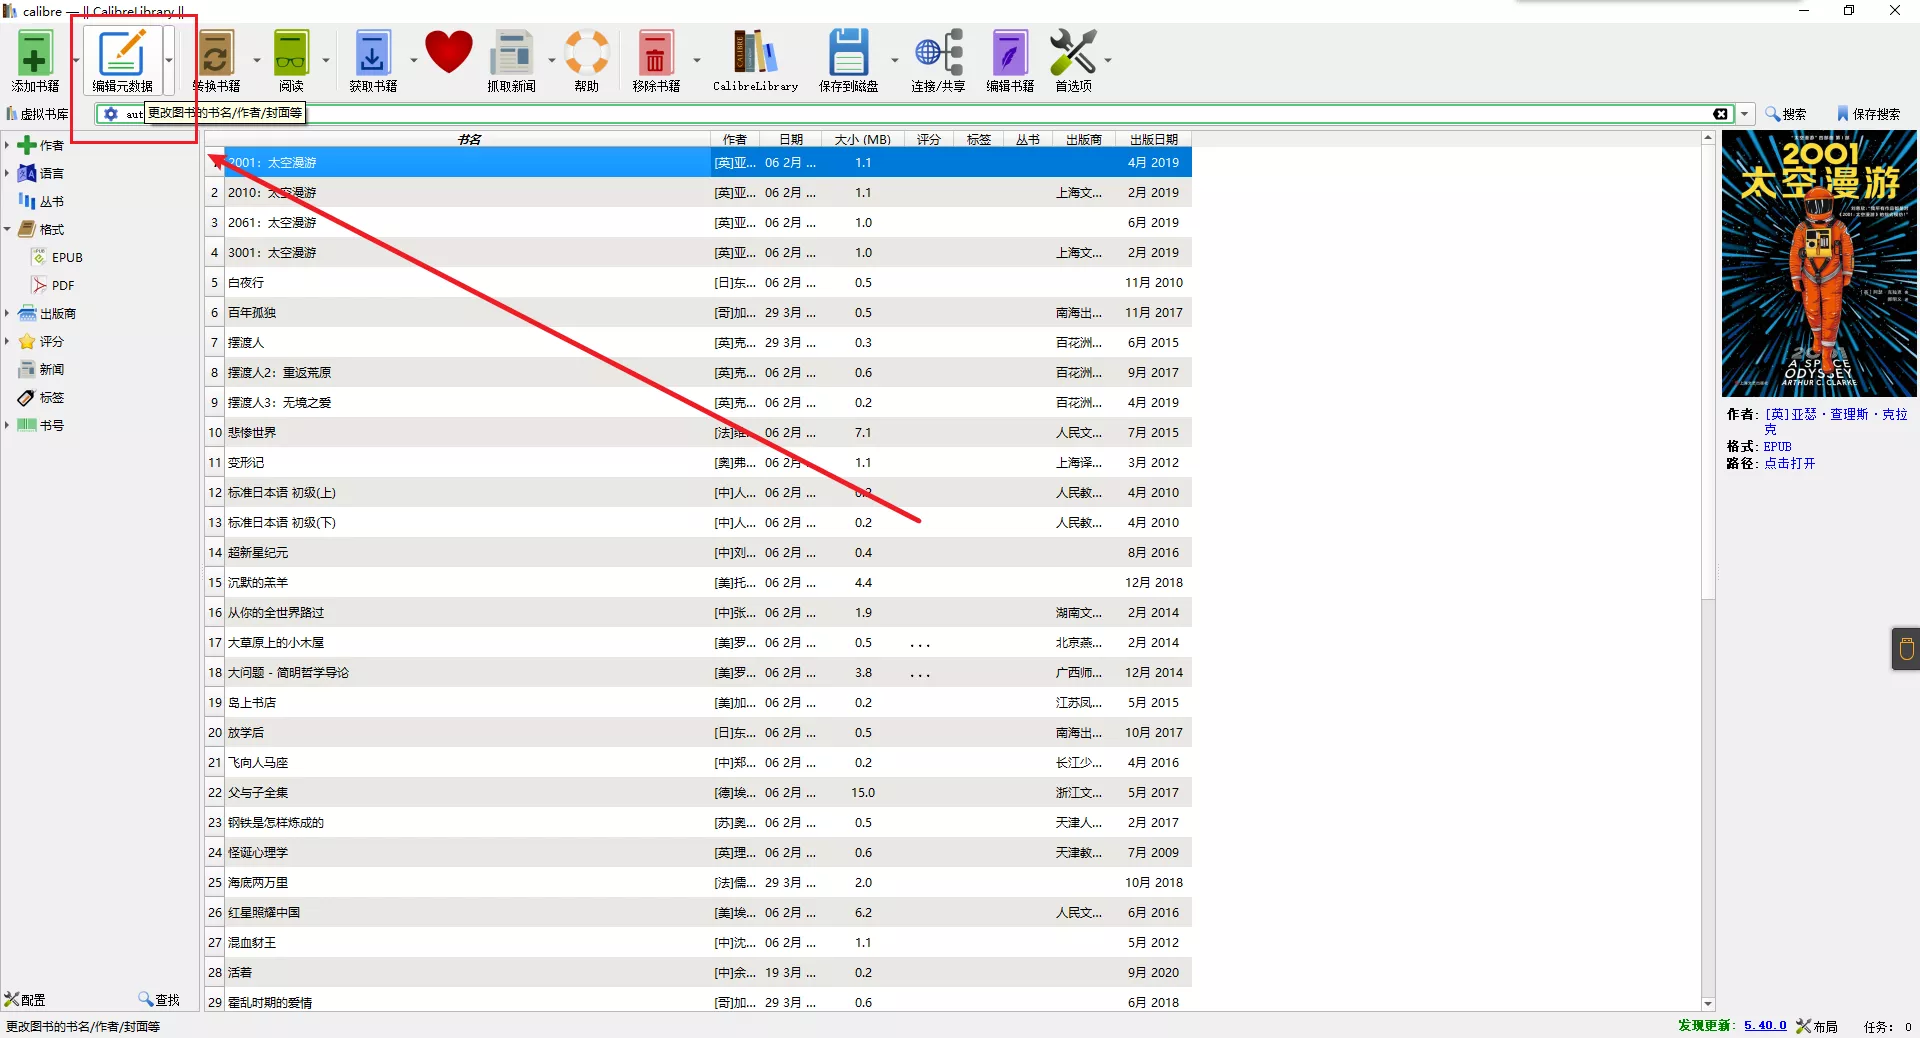 calibre — || CalibreLibrary ||
添加书籍 编辑元数据 转换书籍 阅读 获取书籍 抓取新闻 帮助 移除书籍 CalibreLibrary 保存到磁盘 连接/共享 编辑书籍 首选项
虚拟书库 aut 更改图书的书名/作者/封面等 搜索 保存搜索
作者
语言
丛书
格式
EPUB
PDF
出版商
评分
新闻
标签
书号
配置 查找
书名 作者 日期 大小 (MB) 评分 标签 丛书 出版商 出版日期
2001：太空漫游 [英]亚... 06 2月 ... 1.1 4月 2019
2 2010：太空漫游 [英]亚... 06 2月 ... 1.1 上海文... 2月 2019
3 2061：太空漫游 [英]亚... 06 2月 ... 1.0 6月 2019
4 3001：太空漫游 [英]亚... 06 2月 ... 1.0 上海文... 2月 2019
5 白夜行 [日]东... 06 2月 ... 0.5 11月 2010
6 百年孤独 [哥]加... 29 3月 ... 0.5 南海出... 11月 2017
7 摆渡人 [英]克... 29 3月 ... 0.3 百花洲... 6月 2015
8 摆渡人2：重返荒原 [英]克... 06 2月 ... 0.6 百花洲... 9月 2017
9 摆渡人3：无境之爱 [英]克... 06 2月 ... 0.2 百花洲... 4月 2019
10 悲惨世界 [法]维... 06 2月 ... 7.1 人民文... 7月 2015
11 变形记 [奥]弗... 06 2月 ... 1.1 上海译... 3月 2012
12 标准日本语 初级(上) [中]人... 06 2月 ... 人民教... 4月 2010
13 标准日本语 初级(下) [中]人... 06 2月 ... 0.2 人民教... 4月 2010
14 超新星纪元 [中]刘... 06 2月 ... 0.4 8月 2016
15 沉默的羔羊 [美]托... 06 2月 ... 4.4 12月 2018
16 从你的全世界路过 [中]张... 06 2月 ... 1.9 湖南文... 2月 2014
17 大草原上的小木屋 [美]罗... 06 2月 ... 0.5 ... 北京燕... 2月 2014
18 大问题 - 简明哲学导论 [美]罗... 06 2月 ... 3.8 ... 广西师... 12月 2014
19 岛上书店 [美]加... 06 2月 ... 0.2 江苏凤... 5月 2015
20 放学后 [日]东... 06 2月 ... 0.5 南海出... 10月 2017
21 飞向人马座 [中]郑... 06 2月 ... 0.2 长江少... 4月 2016
22 父与子全集 [德]埃... 06 2月 ... 15.0 浙江文... 5月 2017
23 钢铁是怎样炼成的 [苏]奥... 06 2月 ... 0.5 天津人... 2月 2017
24 怪诞心理学 [英]理... 06 2月 ... 0.6 天津教... 7月 2009
25 海底两万里 [法]儒... 29 3月 ... 2.0 10月 2018
26 红星照耀中国 [美]埃... 06 2月 ... 6.2 人民文... 6月 2016
27 混血豺王 [中]沈... 06 2月 ... 1.1 5月 2012
28 活着 [中]余... 19 3月 ... 0.2 9月 2020
29 霍乱时期的爱情 [哥]加... 29 3月 ... 0.6 6月 2018
2001
太空漫游
2001
A SPACE
ODYSSEY
ARTHUR C. CLARKE
作者: [英]亚瑟·查理斯·克拉
克
格式: EPUB
路径: 点击打开
更改图书的书名/作者/封面等 发现更新: 5.40.0 布局 任务: 0